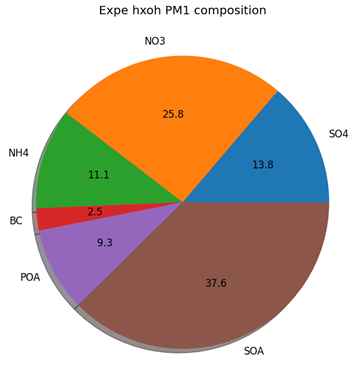 Expe hxoh PM1 composition
NO3
25.8
SO4
13.8
NH4
11.1
BC
2.5
POA
9.3
SOA
37.6